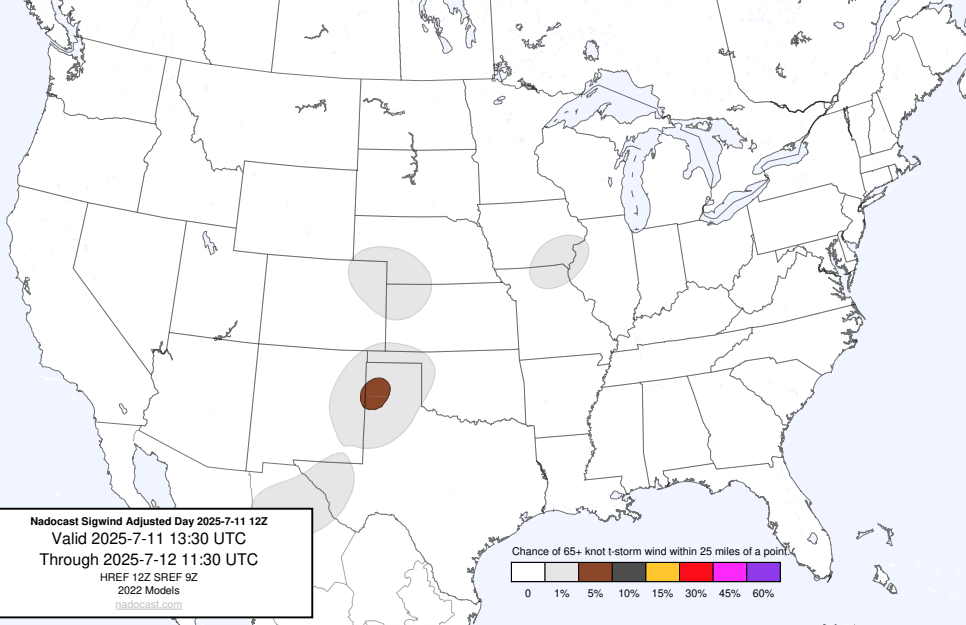 Nadocast Sigwind Adjusted Day 2025-7-11 12Z
Valid 2025-7-11 13:30 UTC
Through 2025-7-12 11:30 UTC
HREF 12Z SREF 9Z
2022 Models
nadocast.com
Chance of 65+ knot t-storm wind within 25 miles of a point.
0 1% 5% 10% 15% 30% 45% 60%